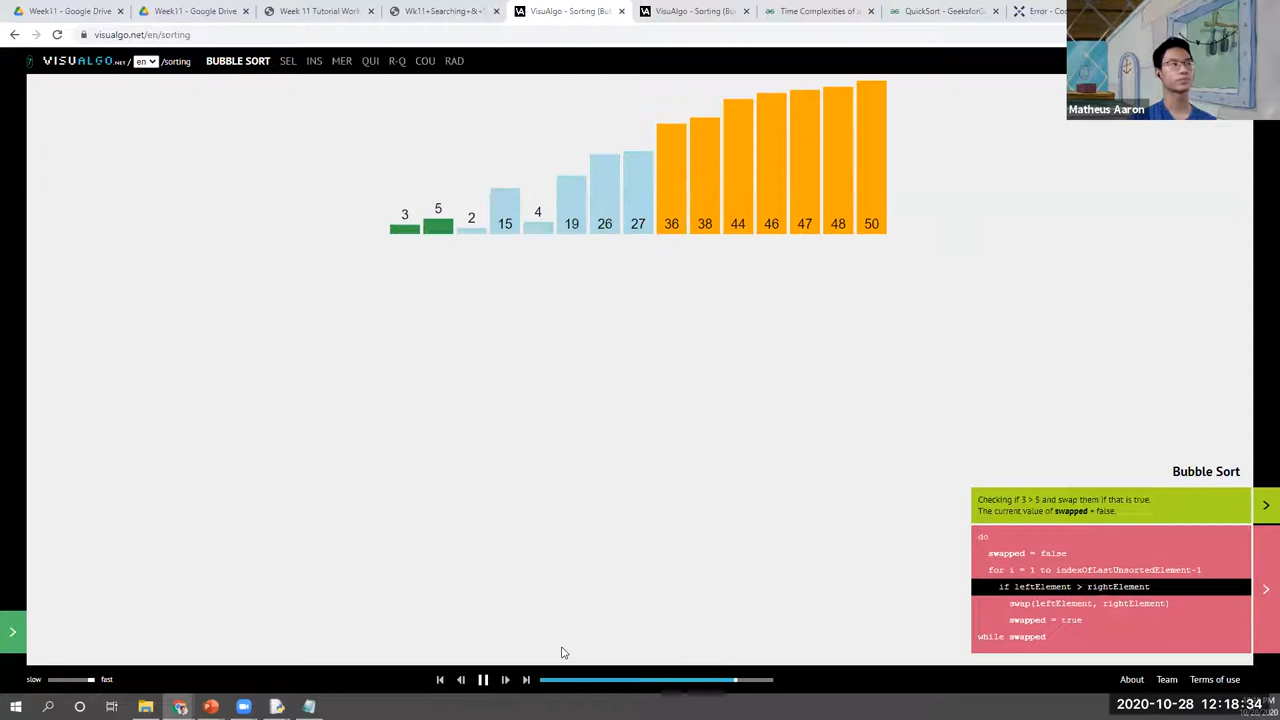 Week11 - Google Drive
Week11 - Google Drive
Week 11 Tutorial Work
Wk11+Searching+&+
VisuAlgo - Sorting (Bub
VisuAlgo - Sorting (Bub
Time Complexities of a
QuickSort - GeeksforG
Error - Co
visualgo.net/en/sorting
7 VISUALGO.NET/ en /sorting BUBBLE SORT SEL INS MER QUI R-Q COU RAD
Matheus Aaron
3 5 2 15 4 19 26 27 36 38 44 46 47 48 50
Bubble Sort
Checking if 3 > 5 and swap them if that is true.
The current value of swapped = false.
do
swapped = false
for i = 1 to indexOfLastUnsortedElement-1
if leftElement > rightElement
swap(leftElement, rightElement)
swapped = true
while swapped
slow fast
About Team Terms of use
2020-10-28 12:18:34